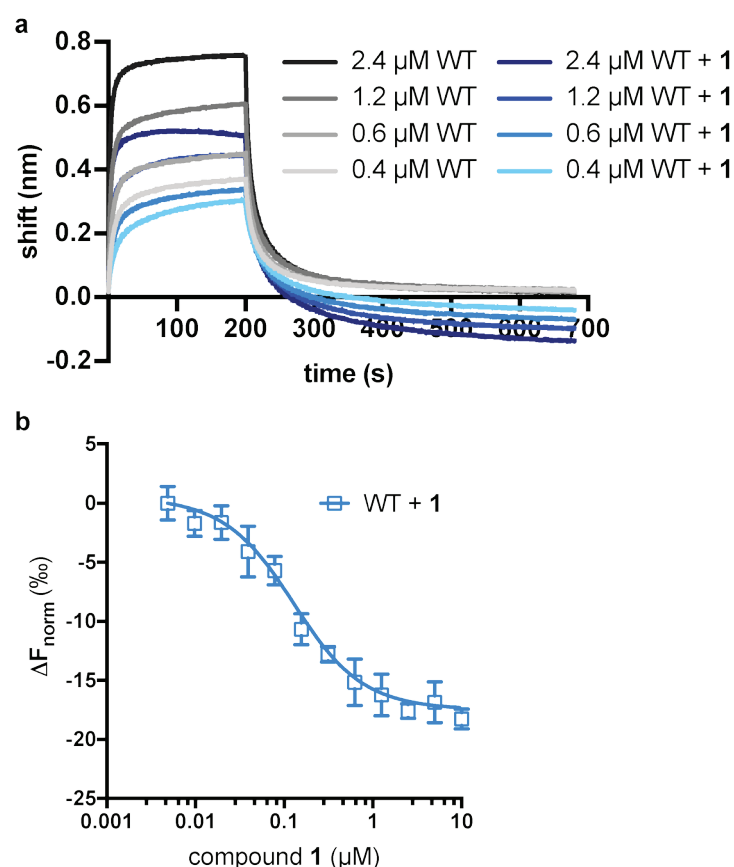 a
0.8
0.6
0.4
0.2
0.0
-0.2
shift (nm)
2.4 µM WT
1.2 µM WT
0.6 µM WT
0.4 µM WT
2.4 µM WT + 1
1.2 µM WT + 1
0.6 µM WT + 1
0.4 µM WT + 1
100 200 300 400 500 600 700
time (s)
b
5
0
-5
-10
-15
-20
-25
ΔFnorm (‰)
WT + 1
0.001 0.01 0.1 1 10
compound 1 (µM)